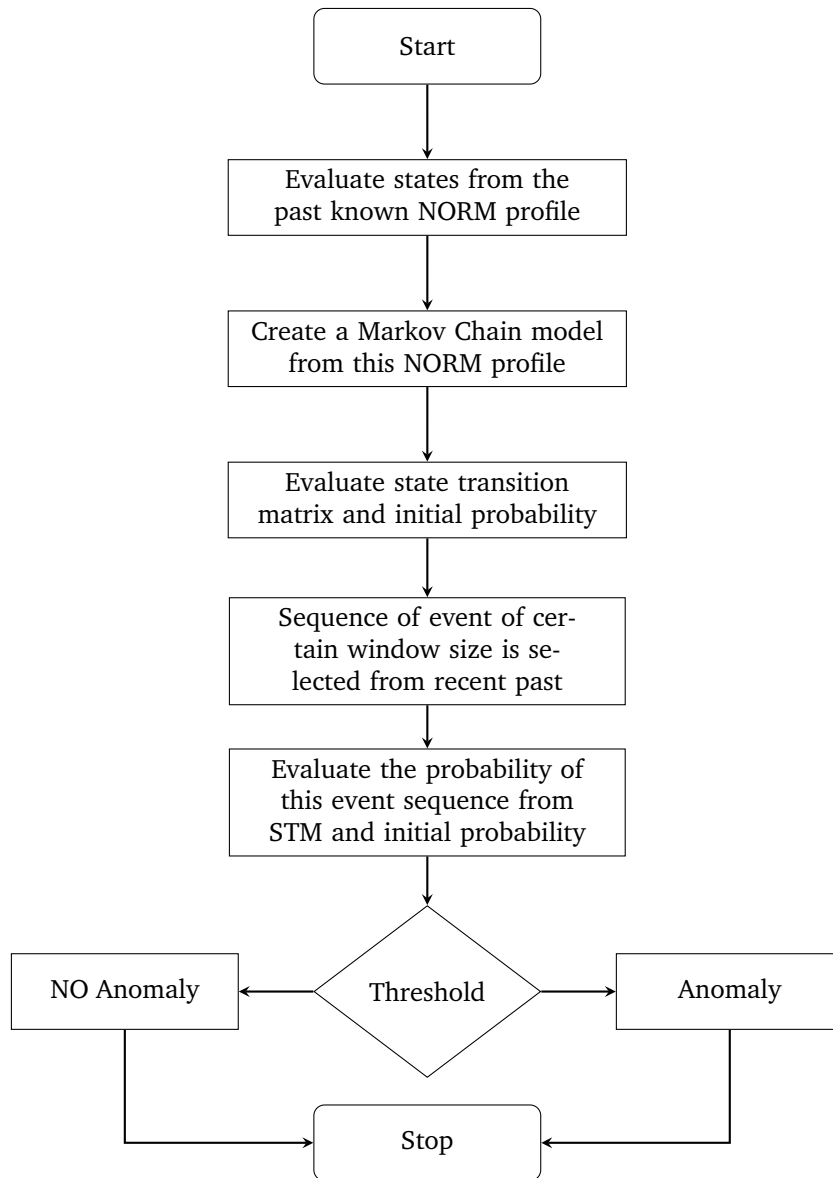 Start
Evaluate states from the
past known NORM profile
Create a Markov Chain model
from this NORM profile
Evaluate state transition
matrix and initial probability
Sequence of event of cer-
tain window size is se-
lected from recent past
Evaluate the probability of
this event sequence from
STM and initial probability
NO Anomaly
Threshold
Anomaly
Stop